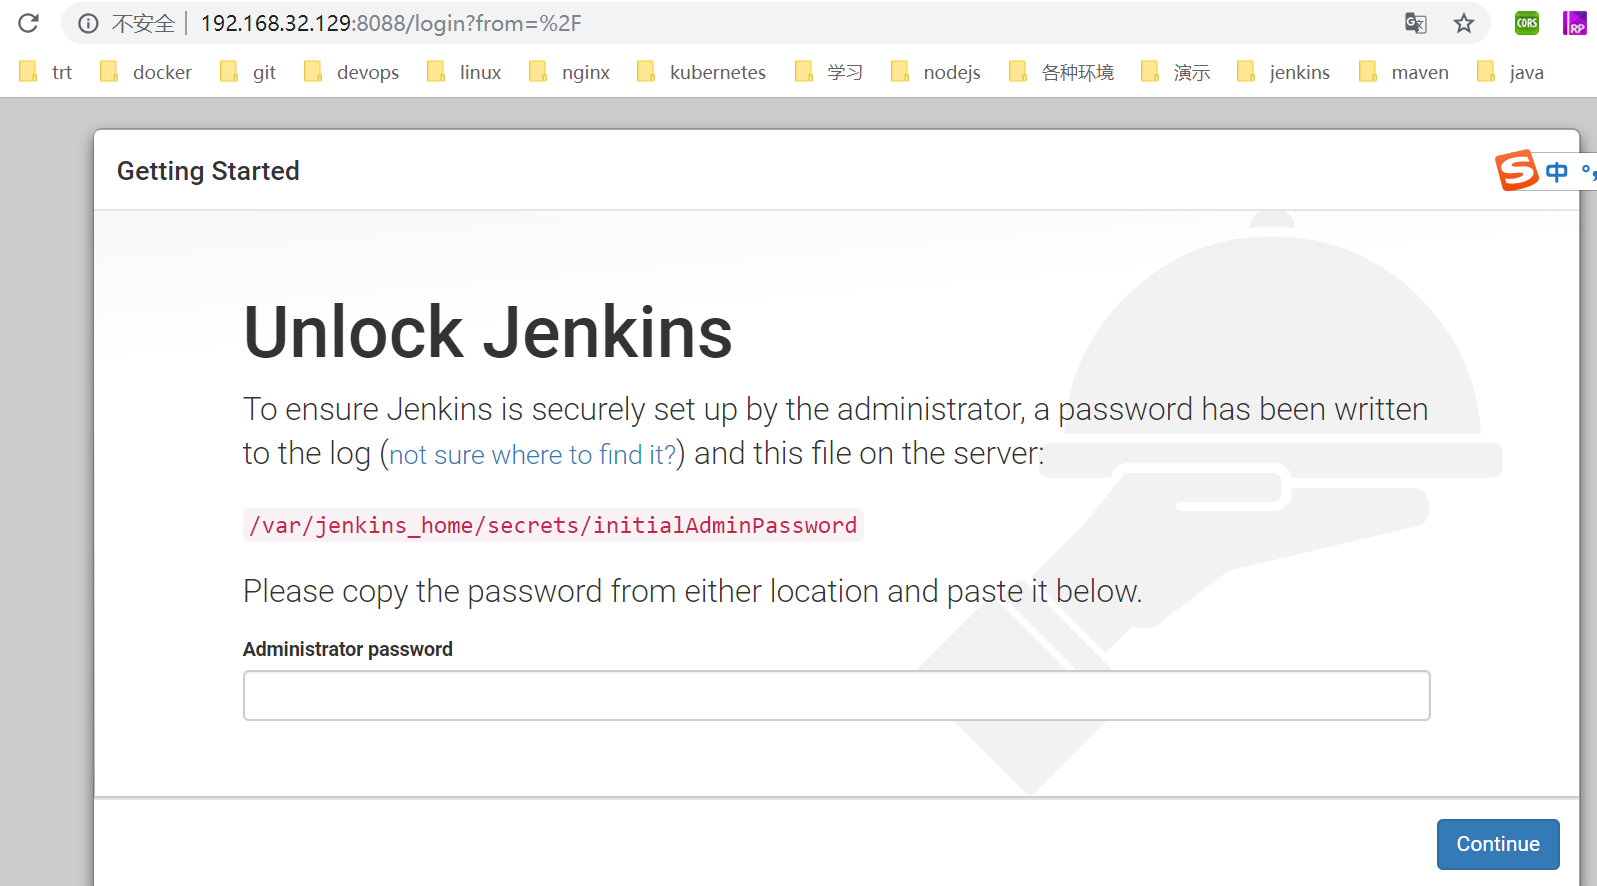 不安全 192.168.32.129:8088/login?from=%2F CORS RP
trt docker git devops linux nginx kubernetes 学习 nodejs 各种环境 演示 jenkins maven java
Getting Started
中 °,
Unlock Jenkins
To ensure Jenkins is securely set up by the administrator, a password has been written
to the log (not sure where to find it?) and this file on the server:
/var/jenkins_home/secrets/initialAdminPassword
Please copy the password from either location and paste it below.
Administrator password
Continue